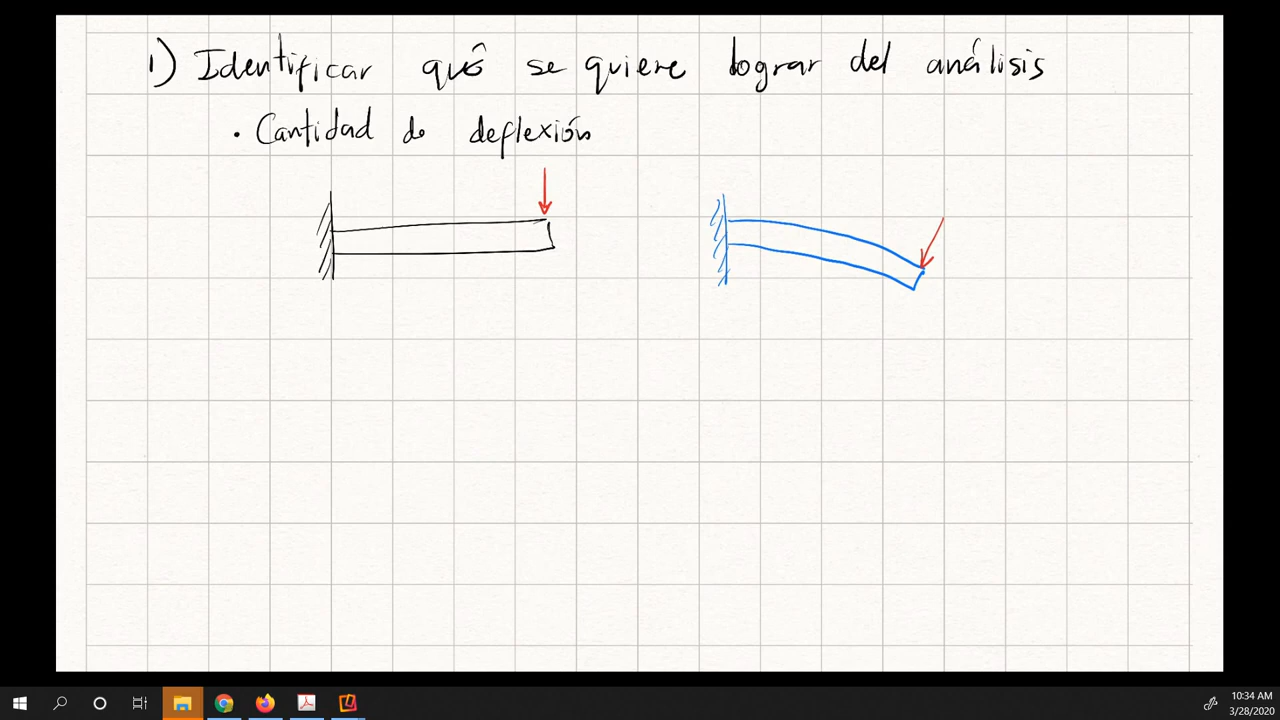 1) Identificar qué se quiere lograr del análisis
• Cantidad de deflexión
10:34 AM
3/28/2020